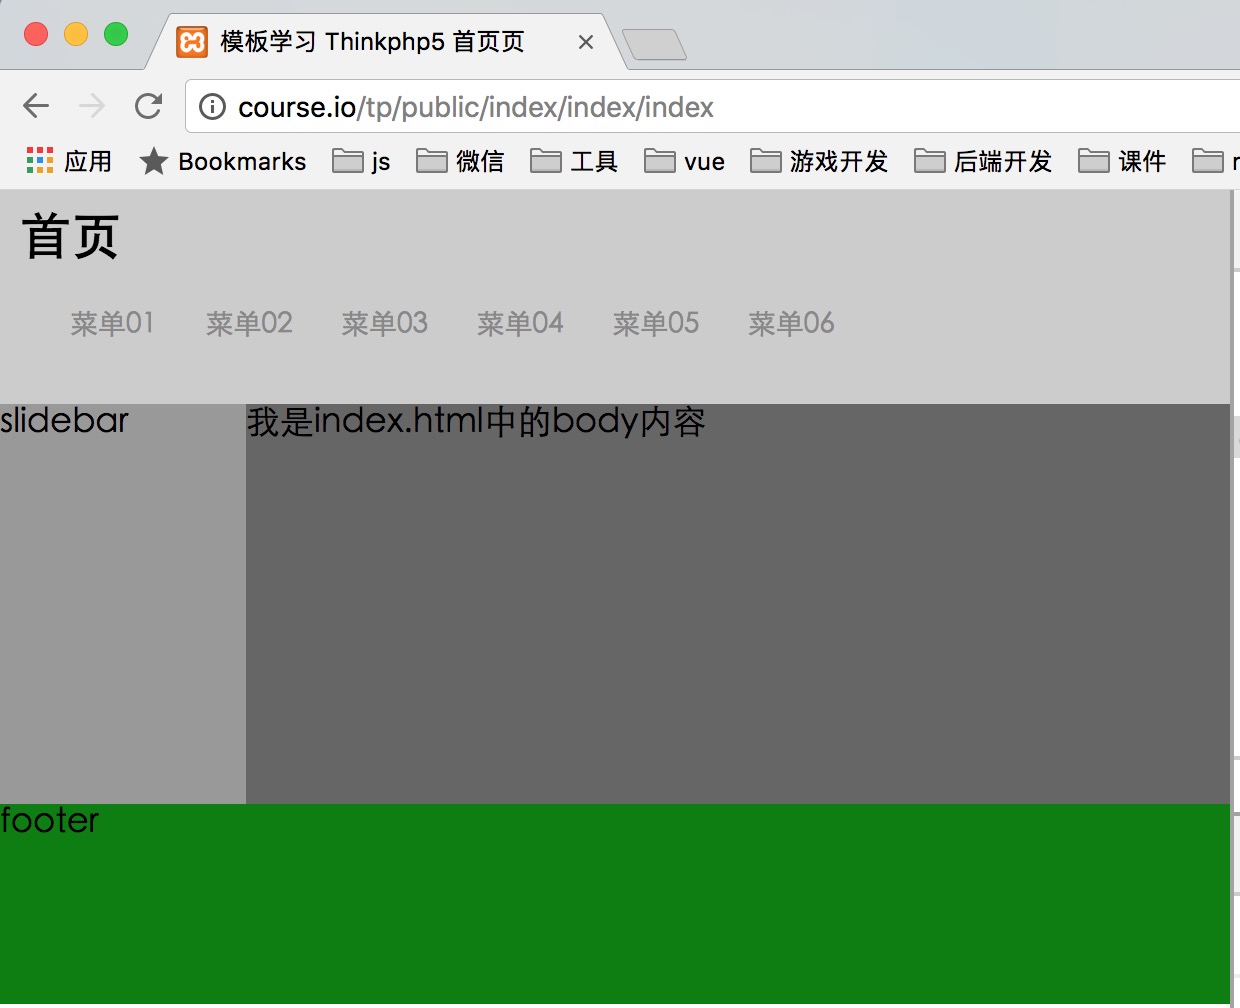 模板学习 Thinkphp5 首页页
course.io/tp/public/index/index/index
应用 Bookmarks js 微信 工具 vue 游戏开发 后端开发 课件
首页
菜单01 菜单02 菜单03 菜单04 菜单05 菜单06
slidebar 我是index.html中的body内容
footer